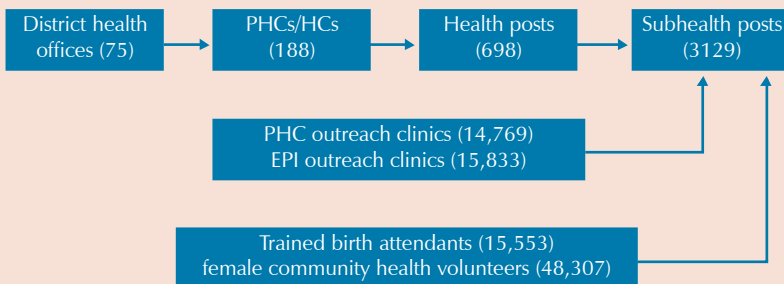 District health
offices (75)
PHCs/HCs
(188)
Health posts
(698)
Subhealth posts
(3129)
PHC outreach clinics (14,769)
EPI outreach clinics (15,833)
Trained birth attendants (15,553)
female community health volunteers (48,307)